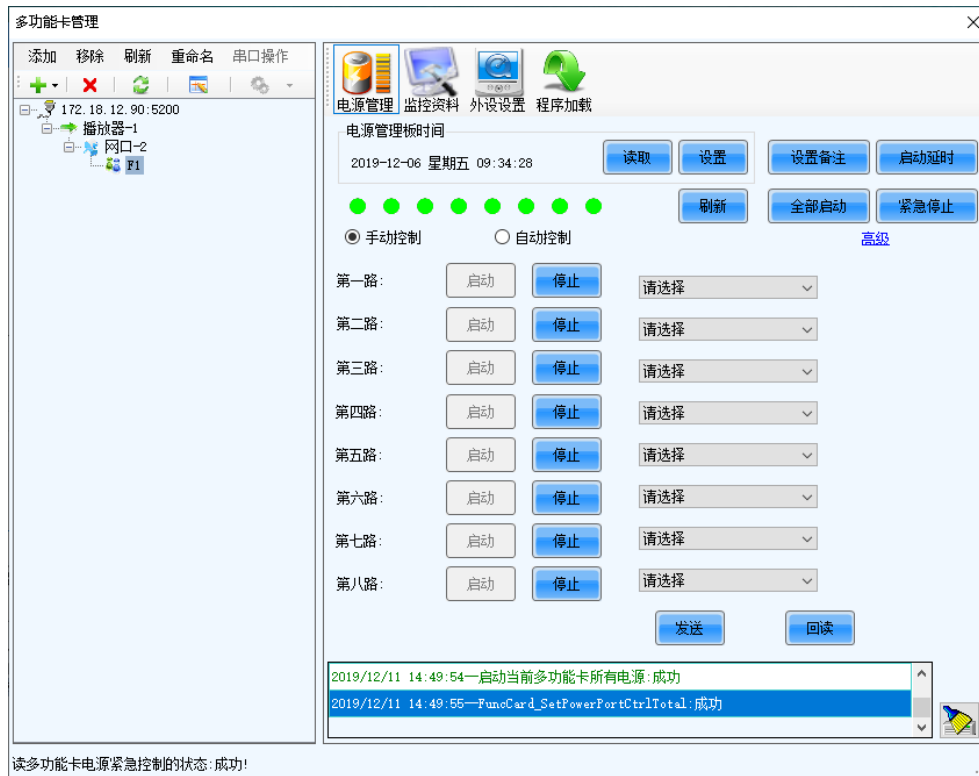 多功能卡管理
添加 移除 刷新 重命名 串口操作
172.18.12.90:5200
播放器-1
网口-2
F1
电源管理 监控资料 外设设置 程序加载
电源管理板时间
2019-12-06 星期五 09:34:28 读取 设置 设置备注 启动延时
刷新 全部启动 紧急停止
手动控制 自动控制 高级
第一路: 启动 停止 请选择
第二路: 启动 停止 请选择
第三路: 启动 停止 请选择
第四路: 启动 停止 请选择
第五路: 启动 停止 请选择
第六路: 启动 停止 请选择
第七路: 启动 停止 请选择
第八路: 启动 停止 请选择
发送 回读
2019/12/11 14:49:54—启动当前多功能卡所有电源:成功
2019/12/11 14:49:55—FuncCard_SetPowerPortCtrlTotal:成功
读多功能卡电源紧急控制的状态:成功!